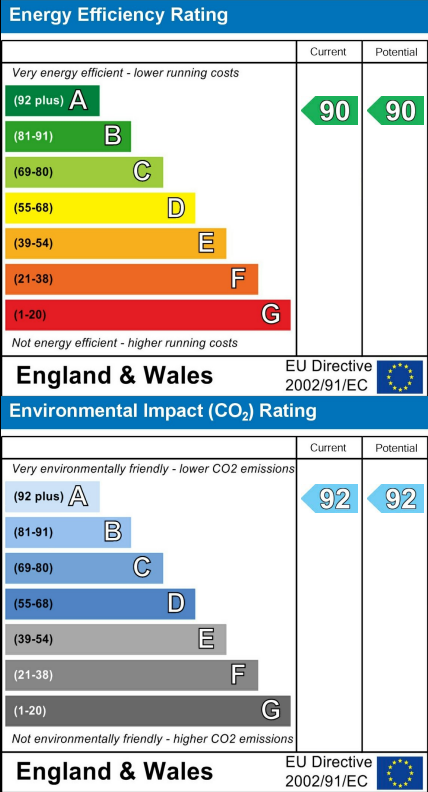 Energy Efficiency Rating
Current Potential
Very energy efficient - lower running costs
(92 plus) A
90 90
(81-91) B
(69-80) C
(55-68) D
(39-54) E
(21-38) F
(1-20) G
Not energy efficient - higher running costs
England & Wales
EU Directive
2002/91/EC
Environmental Impact (CO₂) Rating
Current Potential
Very environmentally friendly - lower CO2 emissions
(92 plus) A
92 92
(81-91) B
(69-80) C
(55-68) D
(39-54) E
(21-38) F
(1-20) G
Not environmentally friendly - higher CO2 emissions
England & Wales
EU Directive
2002/91/EC